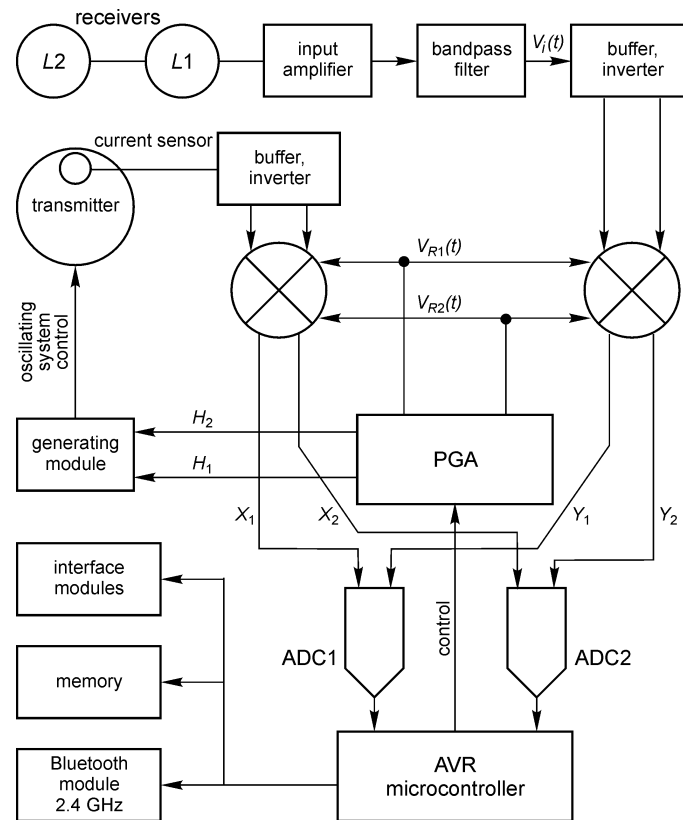 receivers
L2
L1
input
amplifier
bandpass
filter
Vi(t)
buffer,
inverter
current sensor
buffer,
inverter
transmitter
VR1(t)
VR2(t)
oscillating
system
control
generating
module
H2
H1
PGA
X1
X2
Y1
Y2
interface
modules
control
ADC1
ADC2
memory
Bluetooth
module
2.4 GHz
AVR
microcontroller